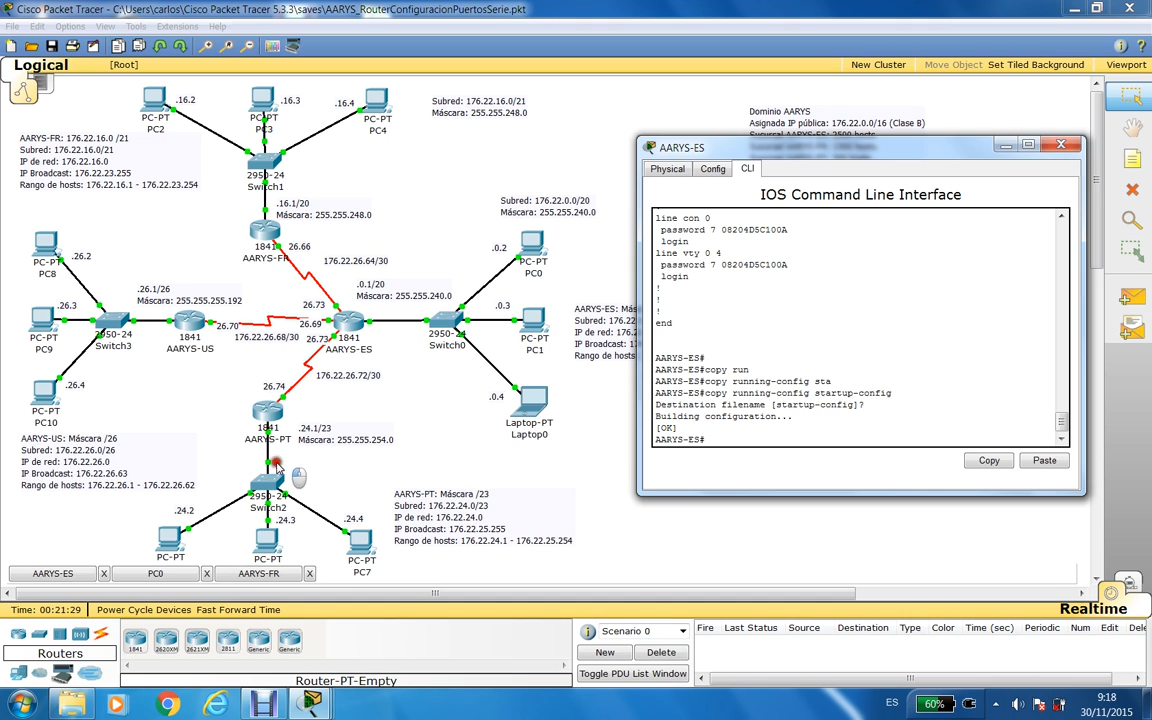 Cisco Packet Tracer - C:\Users\carlos\Cisco Packet Tracer 5.3.3\saves\AARYS_RouterConfiguracionPuertosSerie.pkt
File Edit Options View Tools Extensions Help
Logical
[Root]
New Cluster
Move Object
Set Tiled Background
Viewport
.16.2
PC-PT
PC2
.16.3
PC-PT
PC3
.16.4
PC-PT
PC4
Subred: 176.22.16.0/21
Máscara: 255.255.248.0
Dominio AARYS
Asignada IP pública: 176.22.0.0/16 (Clase B)
AARYS-FR: 176.22.16.0 /21
Subred: 176.22.16.0/21
IP de red: 176.22.16.0
IP Broadcast: 176.22.23.255
Rango de hosts: 176.22.16.1 - 176.22.23.254
2950-24
Switch1
.16.1/20
Máscara: 255.255.248.0
1841
AARYS-FR
26.66
176.22.26.64/30
Subred: 176.22.0.0/20
Máscara: 255.255.240.0
.26.2
PC-PT
PC8
.26.3
PC-PT
PC9
.26.4
PC-PT
PC10
2950-24
Switch3
.26.1/26
Máscara: 255.255.255.192
1841
AARYS-US
26.70
176.22.26.68/30
26.73
26.69
26.73
0.1/20
Máscara: 255.255.240.0
1841
AARYS-ES
2950-24
Switch0
.0.2
PC-PT
PC0
.0.3
PC-PT
PC1
.0.4
Laptop-PT
Laptop0
AARYS-ES: Más
Subred: 176.22.
IP de red: 176.2
IP Broadcast: 17
Rango de hosts:
176.22.26.72/30
26.74
1841
AARYS-PT
.24.1/23
Máscara: 255.255.254.0
AARYS-US: Máscara /26
Subred: 176.22.26.0/26
IP de red: 176.22.26.0
IP Broadcast: 176.22.26.63
Rango de hosts: 176.22.26.1 - 176.22.26.62
2950-24
Switch2
.24.2
PC-PT
.24.3
PC-PT
.24.4
PC-PT
PC7
AARYS-PT: Máscara /23
Subred: 176.22.24.0/23
IP de red: 176.22.24.0
IP Broadcast: 176.22.25.255
Rango de hosts: 176.22.24.1 - 176.22.25.254
AARYS-ES
Physical Config CLI
IOS Command Line Interface
line con 0
password 7 08204D5C100A
login
line vty 0 4
password 7 08204D5C100A
login
!
!
!
end
AARYS-ES#
AARYS-ES#copy run
AARYS-ES#copy running-config sta
AARYS-ES#copy running-config startup-config
Destination filename [startup-config]?
Building configuration...
[OK]
AARYS-ES#
Copy Paste
AARYS-ES X PC0 X AARYS-FR X
Time: 00:21:29 Power Cycle Devices Fast Forward Time
Realtime
Routers
1841 2620XM 2621XM 2811 Generic Generic
Router-PT-Empty
Scenario 0
New Delete
Toggle PDU List Window
Fire Last Status Source Destination Type Color Time (sec) Periodic Num Edit Dele
ES
60%
9:18
30/11/2015